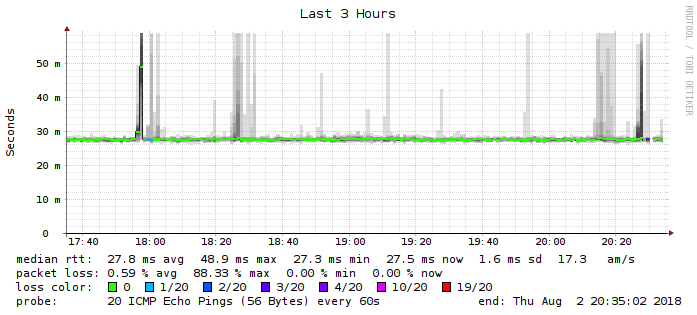 Last 3 Hours
RRDTOOL / TOBI OETIKER
Seconds
50 m
40 m
30 m
20 m
10 m
0
17:40 18:00 18:20 18:40 19:00 19:20 19:40 20:00 20:20
median rtt: 27.8 ms avg 48.9 ms max 27.3 ms min 27.5 ms now 1.6 ms sd 17.3 am/s
packet loss: 0.59 % avg 88.33 % max 0.00 % min 0.00 % now
loss color: 0 1/20 2/20 3/20 4/20 10/20 19/20
probe: 20 ICMP Echo Pings (56 Bytes) every 60s end: Thu Aug 2 20:35:02 2018